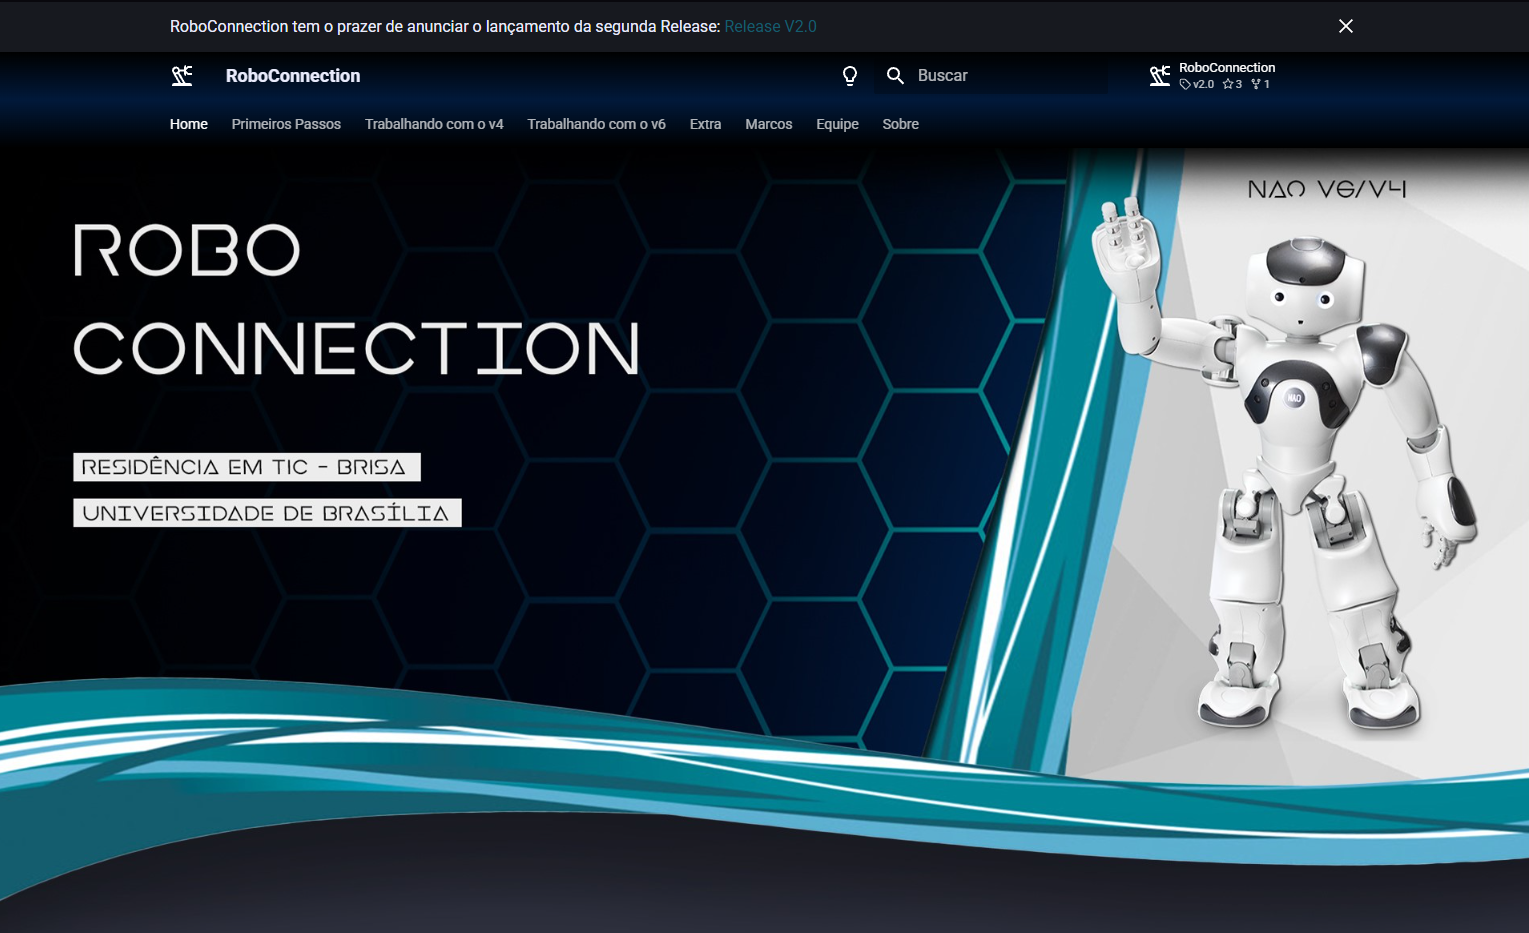 RoboConnection tem o prazer de anunciar o lançamento da segunda Release: Release V2.0
RoboConnection
Buscar
RoboConnection
v2.0 3 1
Home Primeiros Passos Trabalhando com o v4 Trabalhando com o v6 Extra Marcos Equipe Sobre
NAO V6/V4
ROBO
CONNECTION
NAO
RESIDÊNCIA EM TIC - BRISA
UNIVERSIDADE DE BRASÍLIA